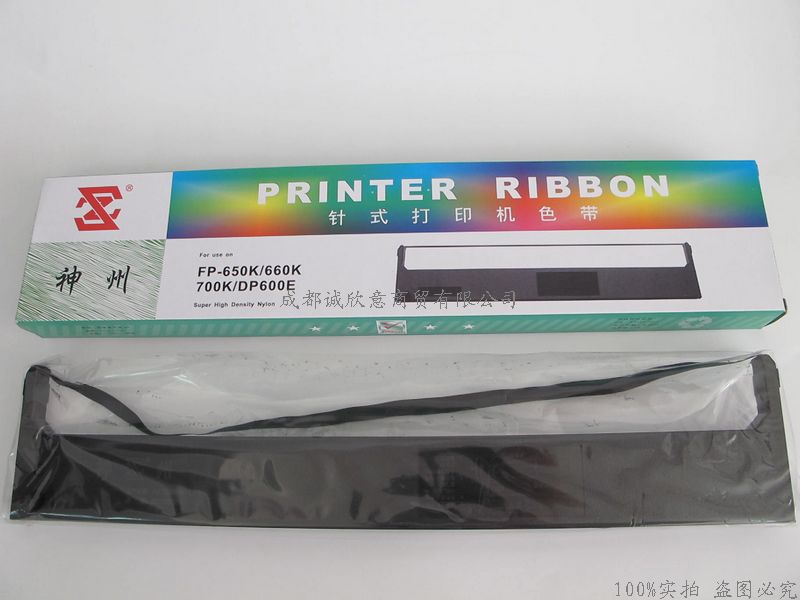 PRINTER RIBBON
针式打印机色带
神州
For use on
FP-650K/660K
700K/DP600E
Super High Density Nylon
成都诚欣意商贸有限公司
100%实拍 盗图必究